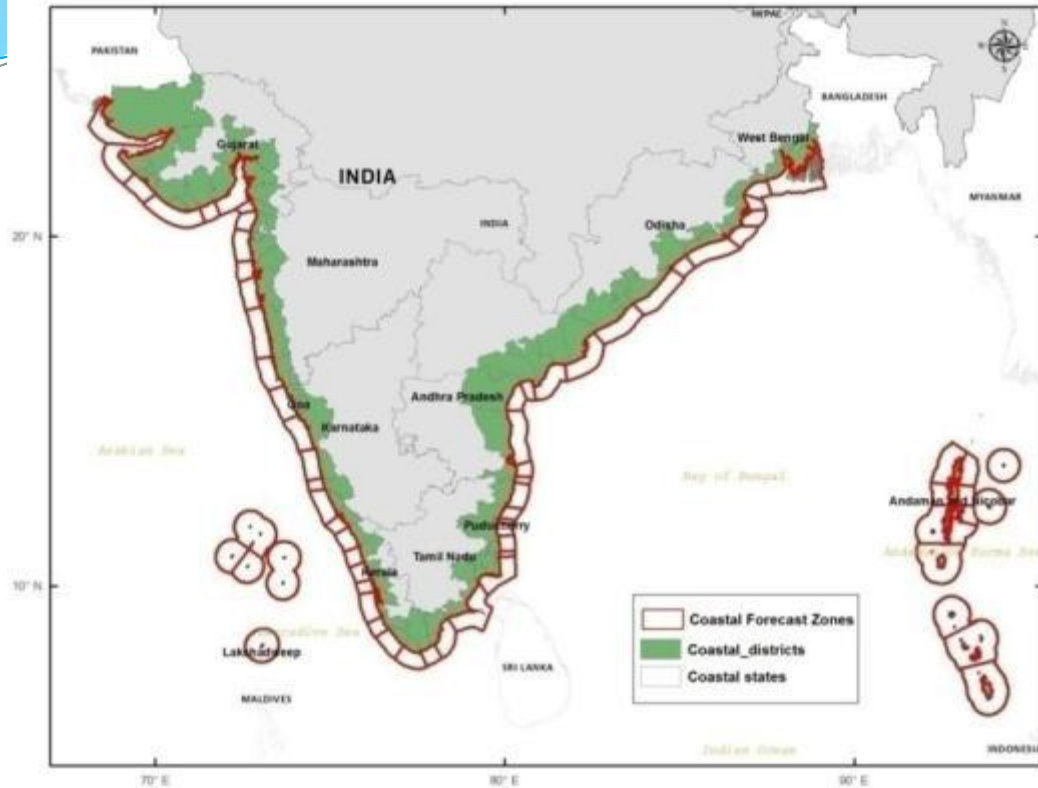 NEPAL
PAKISTAN
N
BANGLADESH
West Bengal
Gujarat
INDIA
MYANMAR
INDIA
Odisha
20° N
Maharashtra
Andhra Pradesh
Goa
Karnataka
Arabian Sea
Bay of Bengal
Andaman and Nicobar
Puducherry
Tamil Nadu
Kerala
10° N
Coastal Forecast Zones
Coastal_districts
Coastal states
Lakshadweep
SRI LANKA
MALDIVES
Indian Ocean
INDONESIA
70° E
80° E
90° E